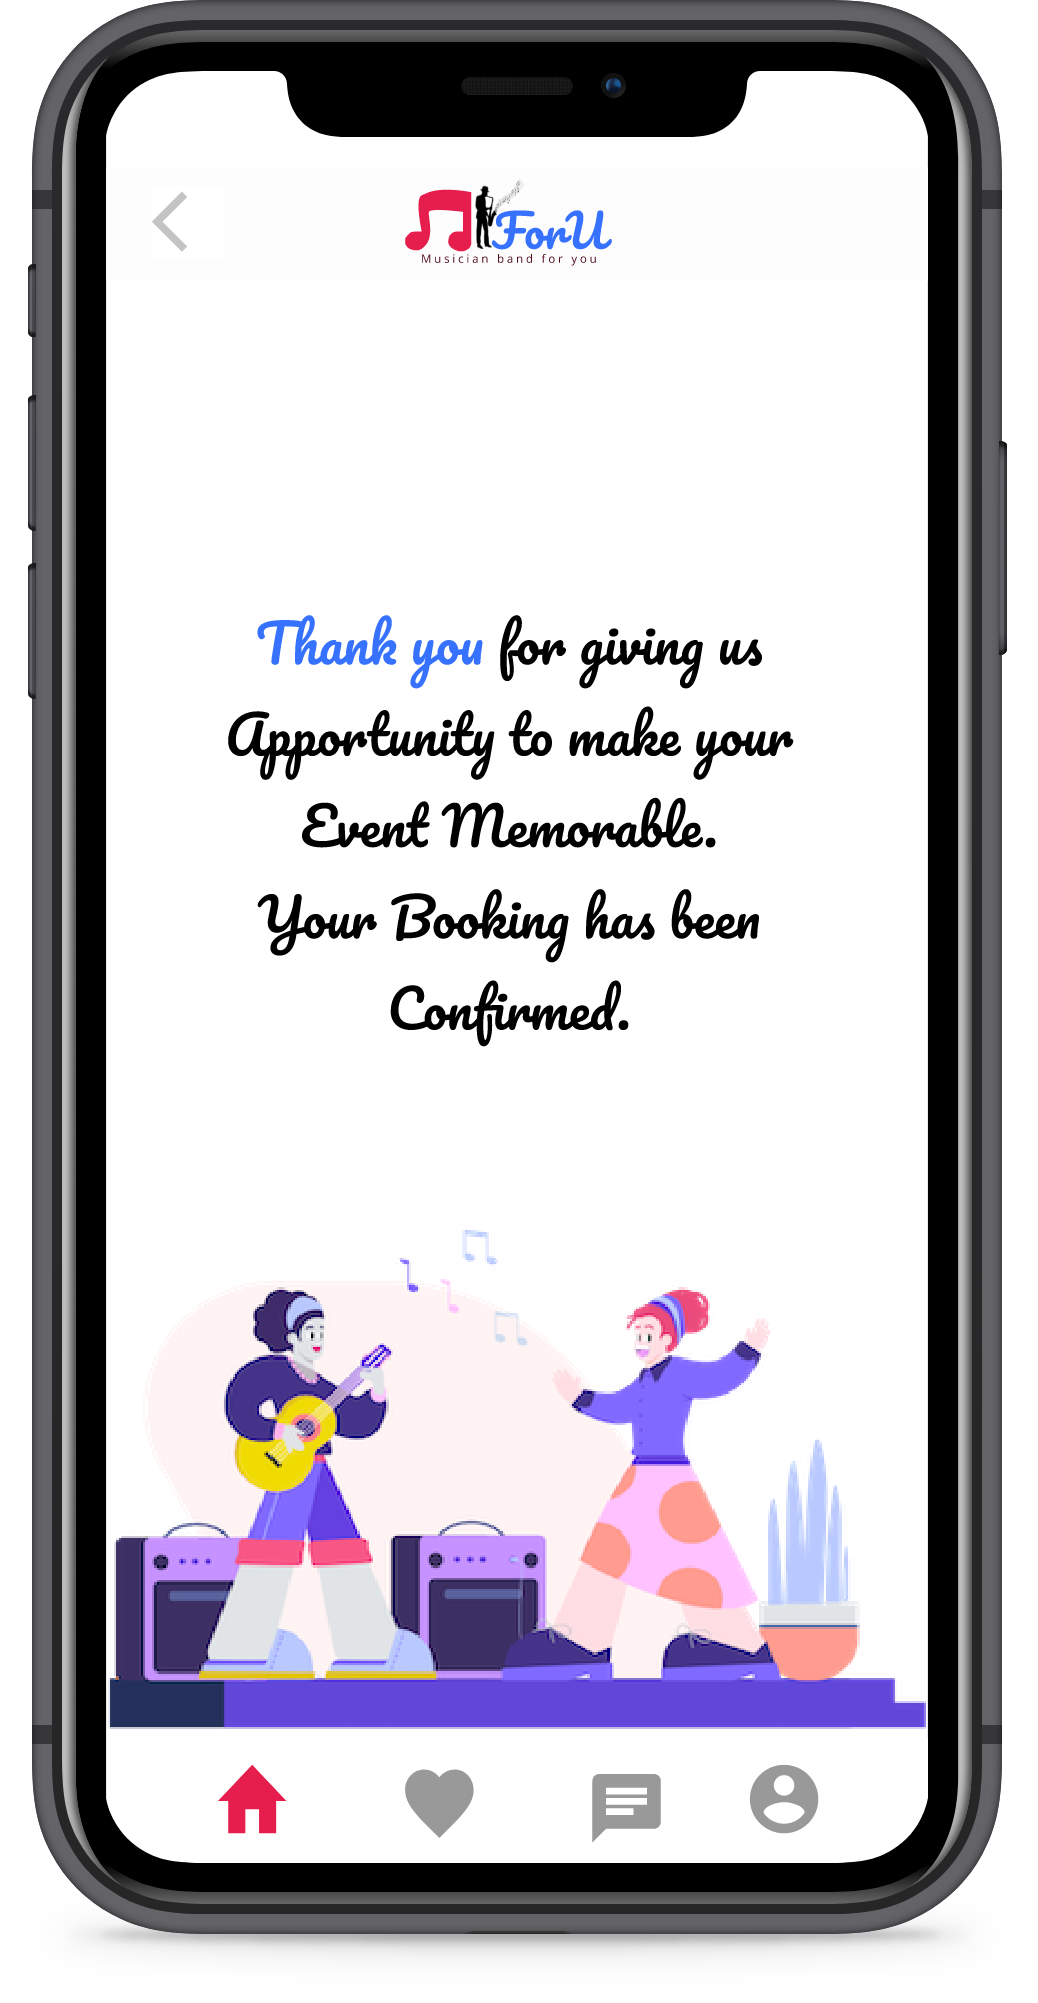 ForU
Musician band for you
Thank you for giving us
Apportunity to make your
Event Memorable.
Your Booking has been
Confirmed.